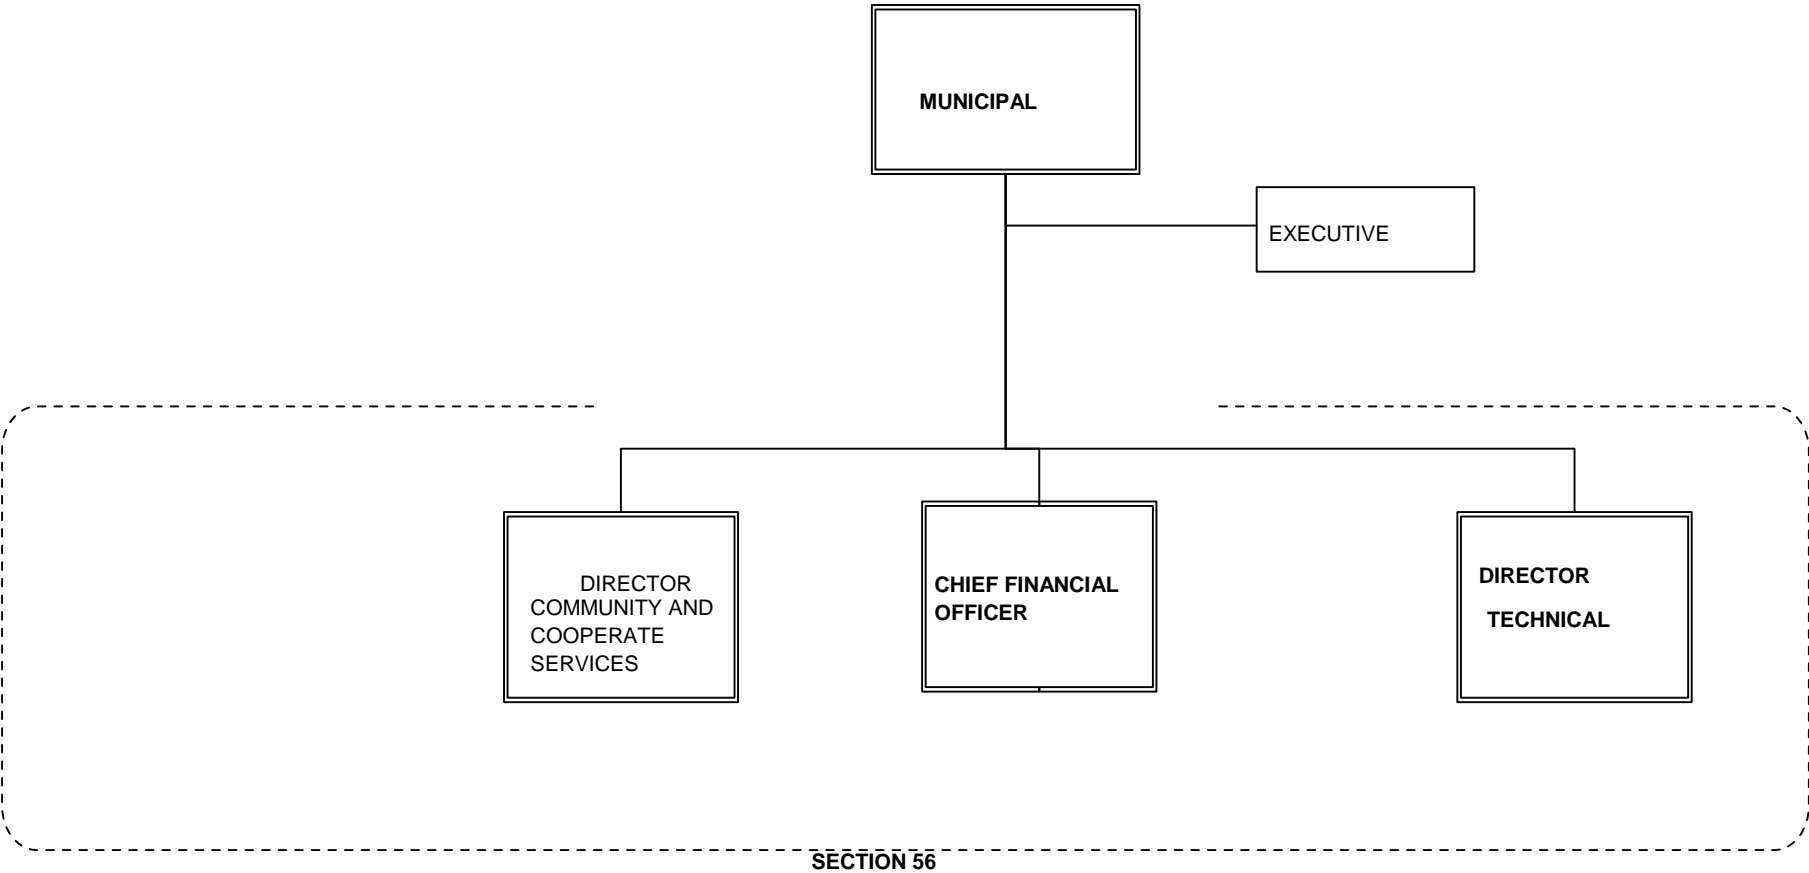 MUNICIPAL
EXECUTIVE
DIRECTOR
COMMUNITY AND
COOPERATE
SERVICES
CHIEF FINANCIAL
OFFICER
DIRECTOR
TECHNICAL
SECTION 56